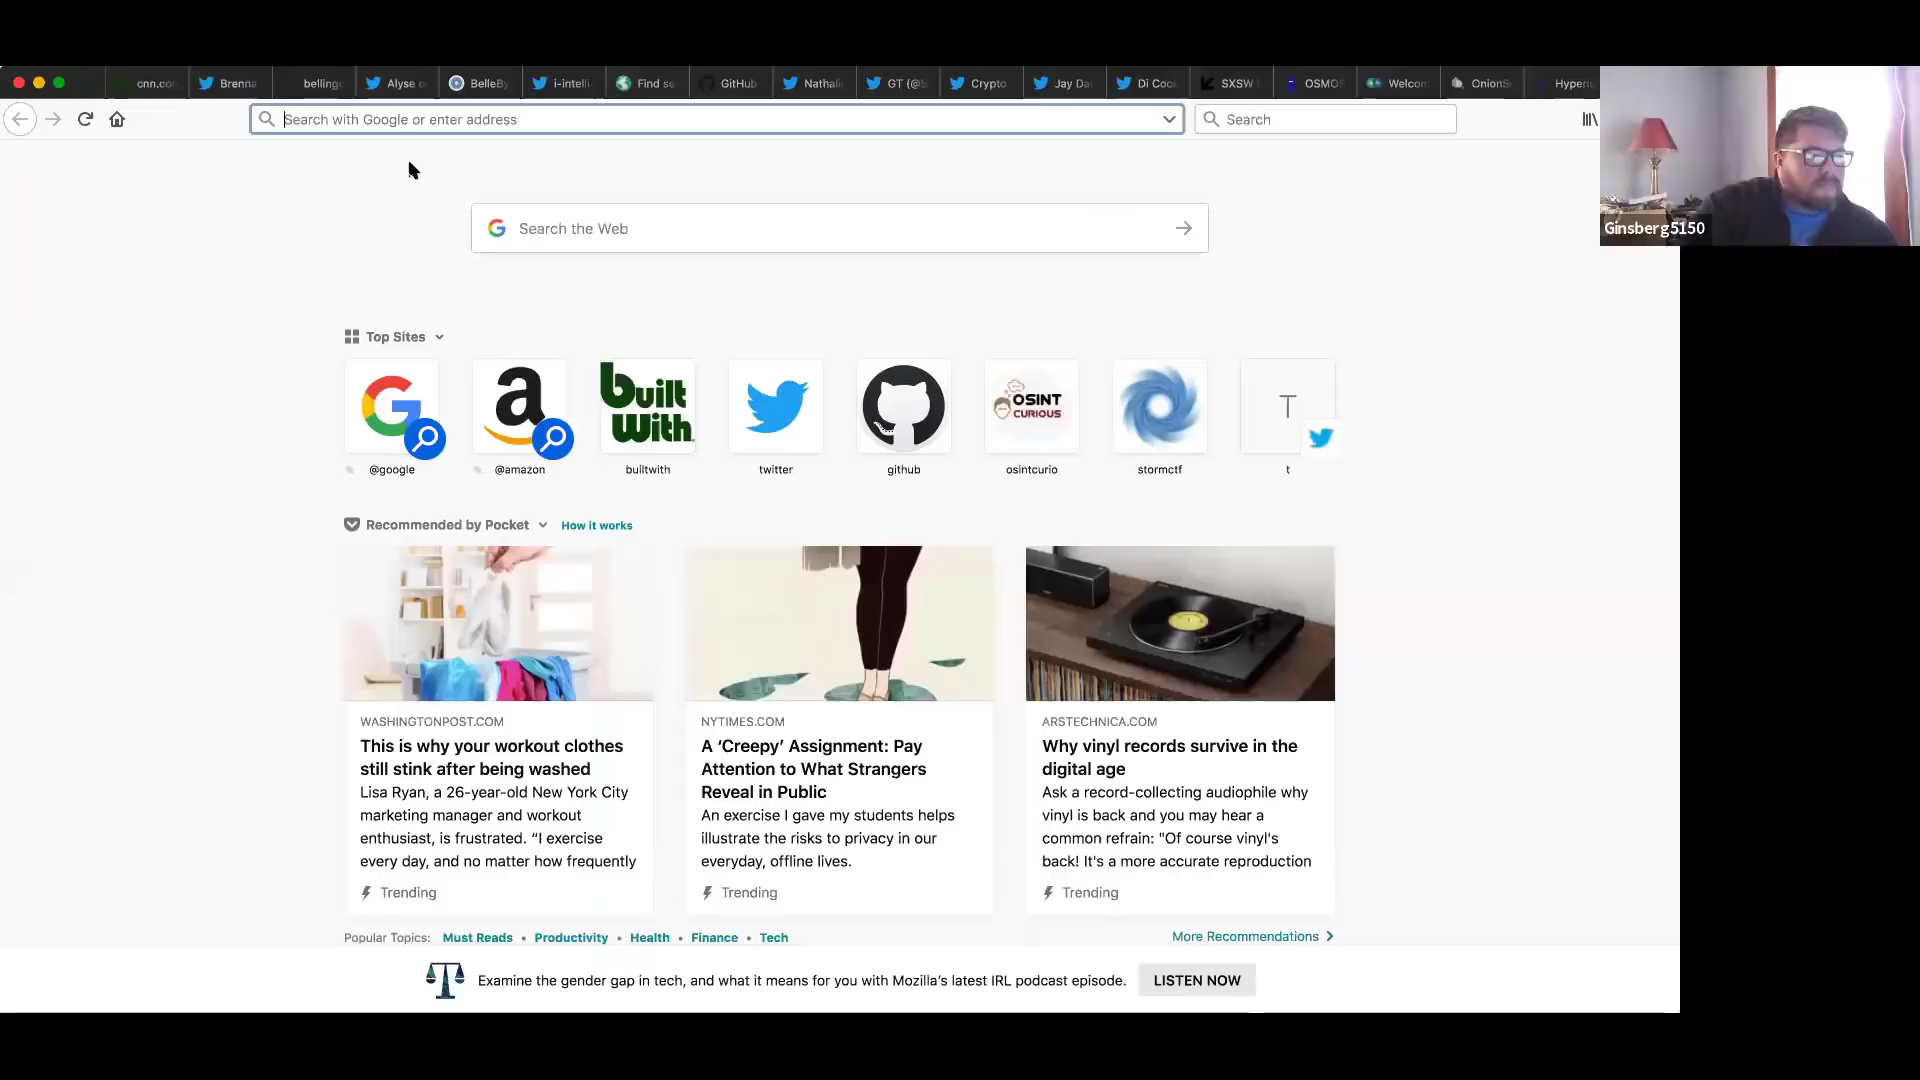 cnn.co
Brenna
belling
Alyse o
BelleBy
i-intelli
Find se
GitHub
Nathali
GT (@
Crypto
Jay Da
Di Coo
SXSW
OSMOS
Welcom
OnionS
Hyperi
Search with Google or enter address
Search
Ginsberg5150
Search the Web
Top Sites
a
built
With
OSINT
CURIOUS
T
@google
@amazon
builtwith
twitter
github
osintcurio
stormctf
t
Recommended by Pocket
How it works
WASHINGTONPOST.COM
This is why your workout clothes
still stink after being washed
Lisa Ryan, a 26-year-old New York City
marketing manager and workout
enthusiast, is frustrated. “I exercise
every day, and no matter how frequently
Trending
NYTIMES.COM
A ‘Creepy’ Assignment: Pay
Attention to What Strangers
Reveal in Public
An exercise I gave my students helps
illustrate the risks to privacy in our
everyday, offline lives.
Trending
ARSTECHNICA.COM
Why vinyl records survive in the
digital age
Ask a record-collecting audiophile why
vinyl is back and you may hear a
common refrain: "Of course vinyl's
back! It's a more accurate reproduction
Trending
Popular Topics: Must Reads • Productivity • Health • Finance • Tech
More Recommendations
Examine the gender gap in tech, and what it means for you with Mozilla’s latest IRL podcast episode.
LISTEN NOW